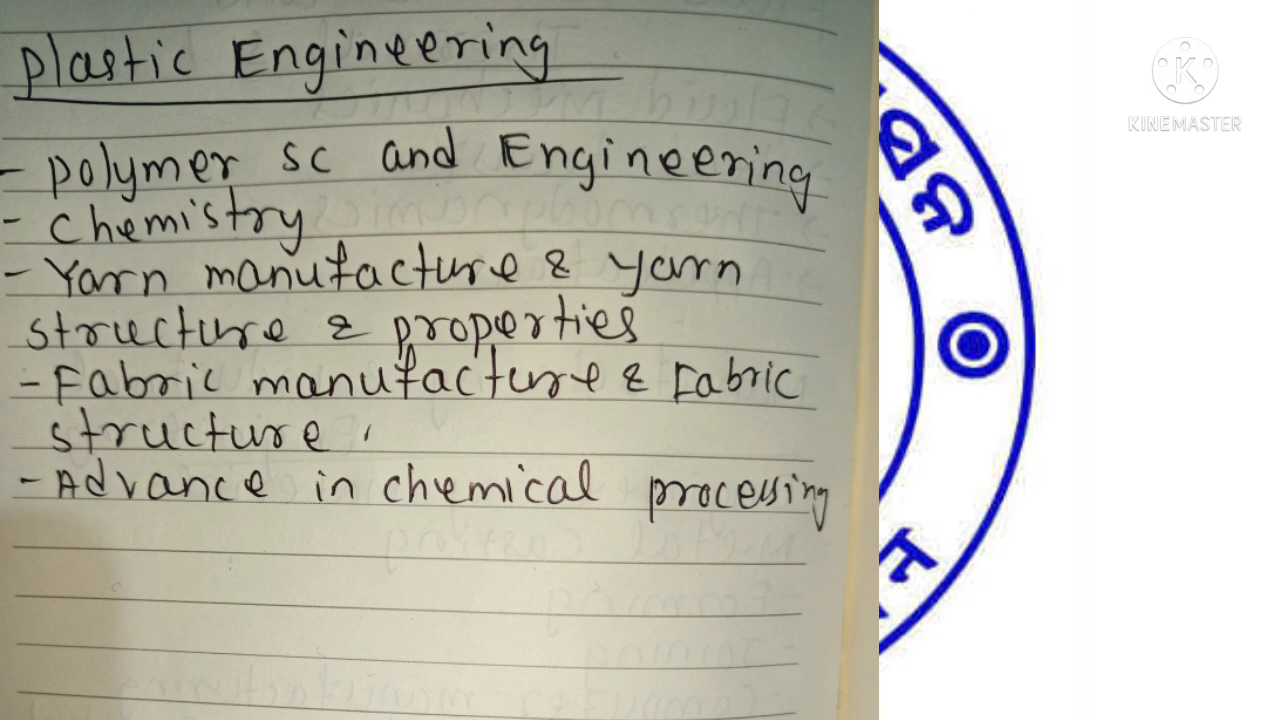 Plastic Engineering
- Polymer sc and Engineering
- Chemistry
- Yarn manufacture & Yarn
structure & properties
- Fabric manufacture & Fabric
structure
- Advance in chemical processing
K
KINEMASTER